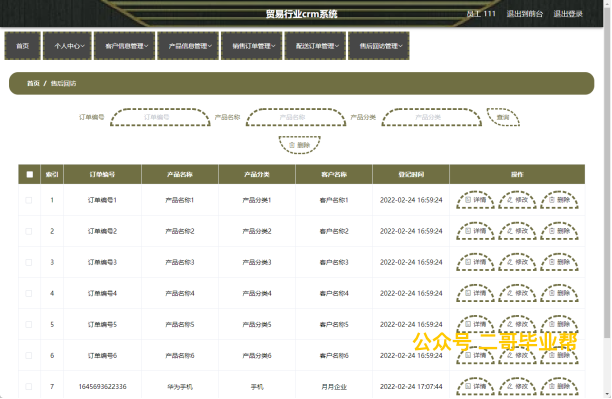 贸易行业crm系统 员工 111 退出到前台 退出登录
首页 个人中心 客户信息管理 产品信息管理 销售订单管理 配送订单管理 售后回访管理
首页 / 售后回访
订单编号 订单编号 产品名称 产品名称 产品分类 产品分类 查询
删除
索引 订单编号 产品名称 产品分类 客户名称 登记时间 操作
1 订单编号1 产品名称1 产品分类1 客户名称1 2022-02-24 16:59:24 详情 修改 删除
2 订单编号2 产品名称2 产品分类2 客户名称2 2022-02-24 16:59:24 详情 修改 删除
3 订单编号3 产品名称3 产品分类3 客户名称3 2022-02-24 16:59:24 详情 修改 删除
4 订单编号4 产品名称4 产品分类4 客户名称4 2022-02-24 16:59:24 详情 修改 删除
5 订单编号5 产品名称5 产品分类5 客户名称5 2022-02-24 16:59:24 详情 修改 删除
公众号 二哥毕业帮
6 订单编号6 产品名称6 产品分类6 客户名称6 2022-02-24 16:59:24 详情 修改 删除
7 1645693622336 华为手机 手机 月月企业 2022-02-24 17:07:44 详情 修改 删除